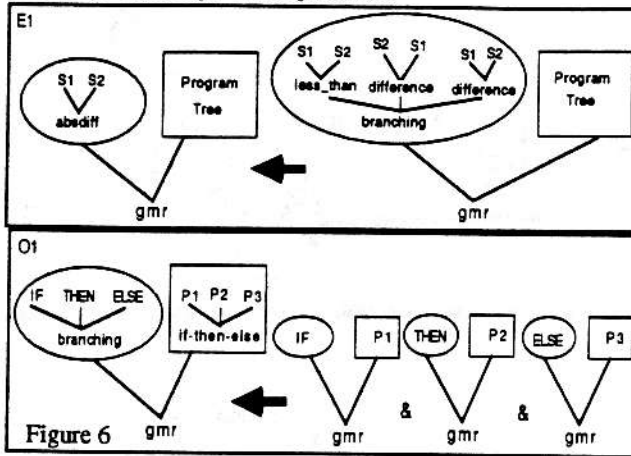 E1
S1 S2
absdiff
Program
Tree
gmr
S1 S2 S2 S1 S1 S2
less_than difference difference
branching
Program
Tree
gmr
O1
IF THEN ELSE
branching
P1 P2 P3
if-then-else
gmr
IF P1
gmr
&
THEN P2
gmr
&
ELSE P3
gmr
Figure 6